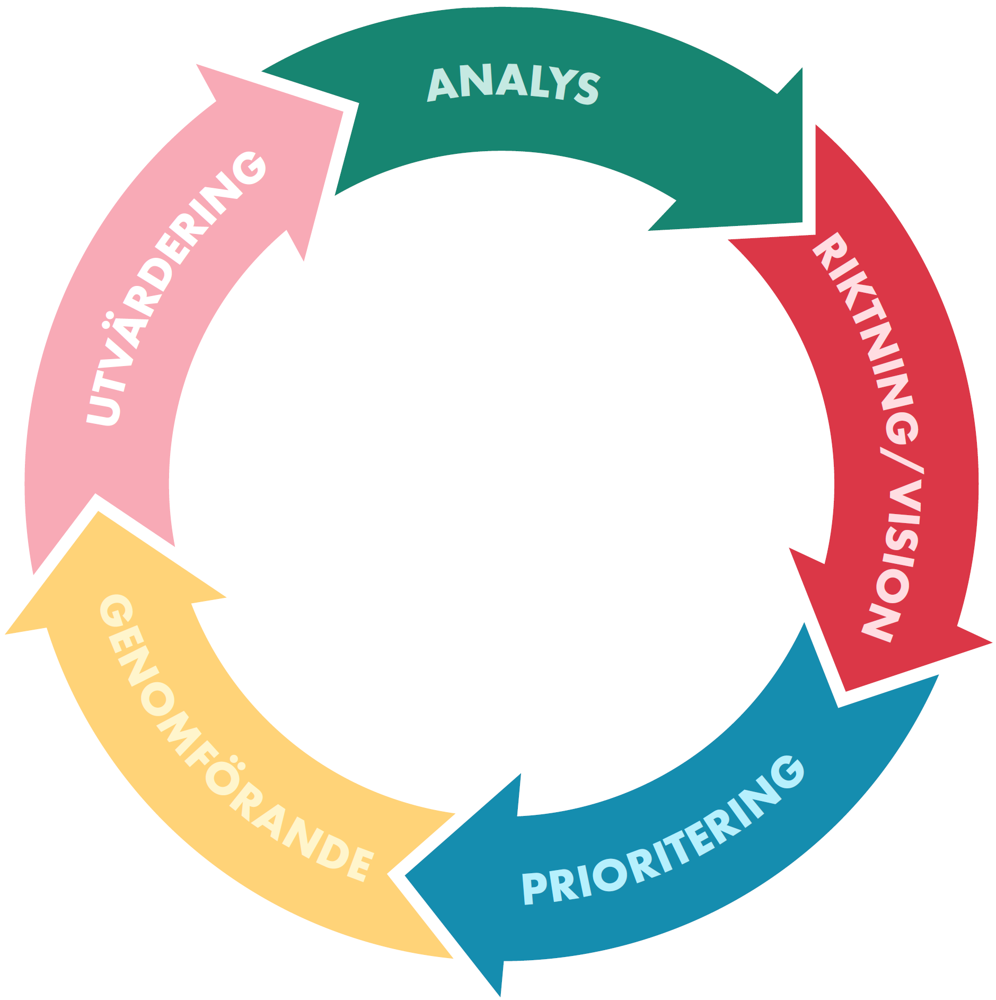 ANALYS
RIKTNING/VISION
PRIORITERING
GENOMFÖRANDE
UTVÄRDERING